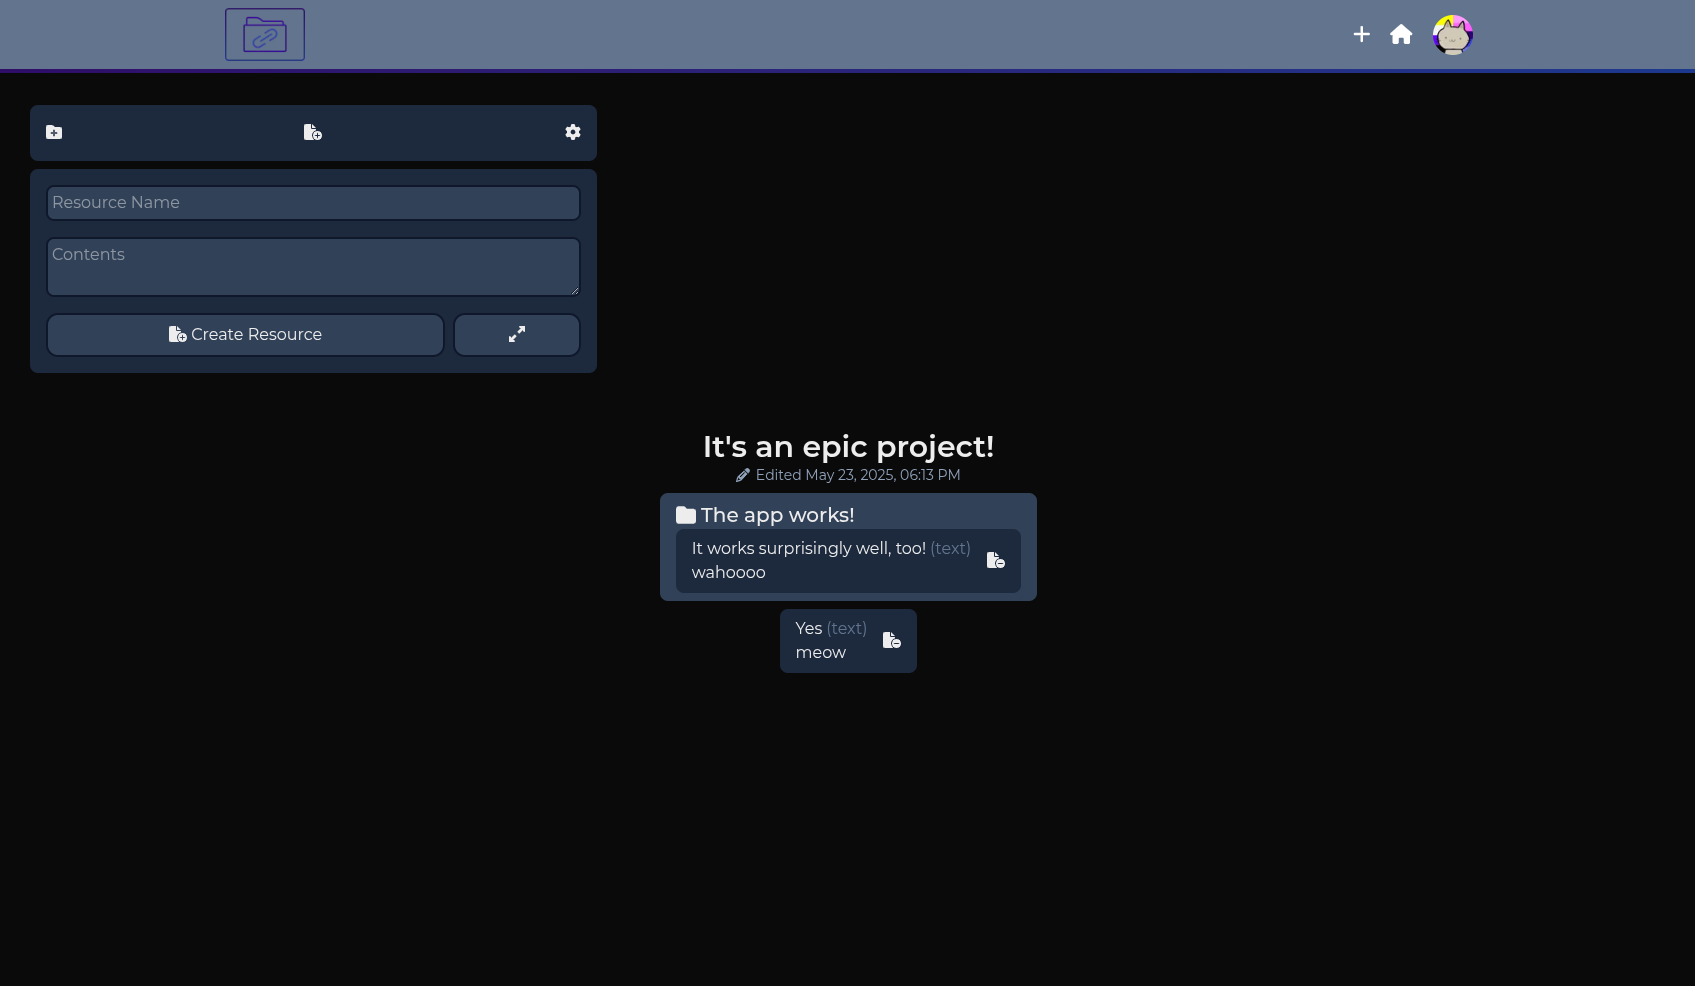 Resource Name
Contents
Create Resource
It's an epic project!
Edited May 23, 2025, 06:13 PM
The app works!
It works surprisingly well, too! (text)
wahoooo
Yes (text)
meow